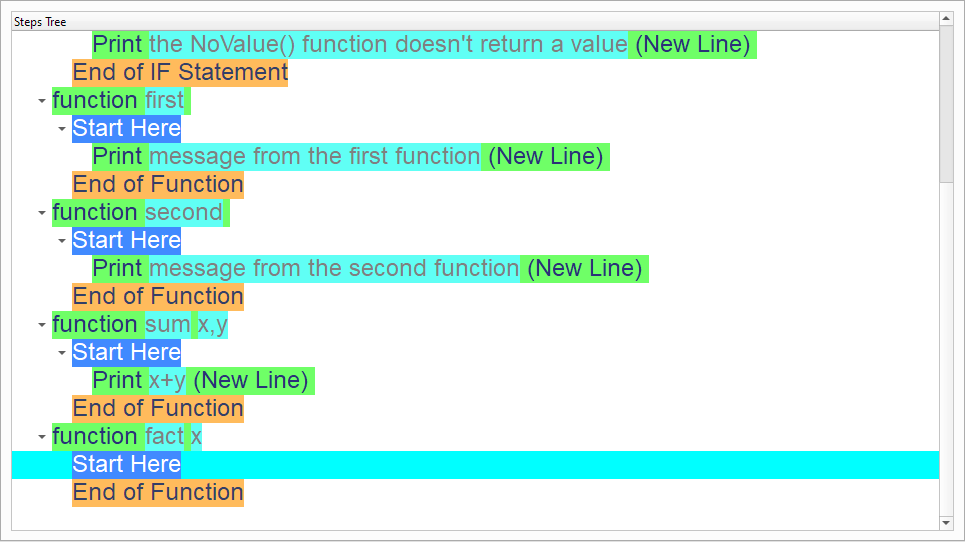 Steps Tree
Print the NoValue() function doesn't return a value (New Line)
End of IF Statement
function first
Start Here
Print message from the first function (New Line)
End of Function
function second
Start Here
Print message from the second function (New Line)
End of Function
function sum x,y
Start Here
Print x+y (New Line)
End of Function
function fact x
Start Here
End of Function